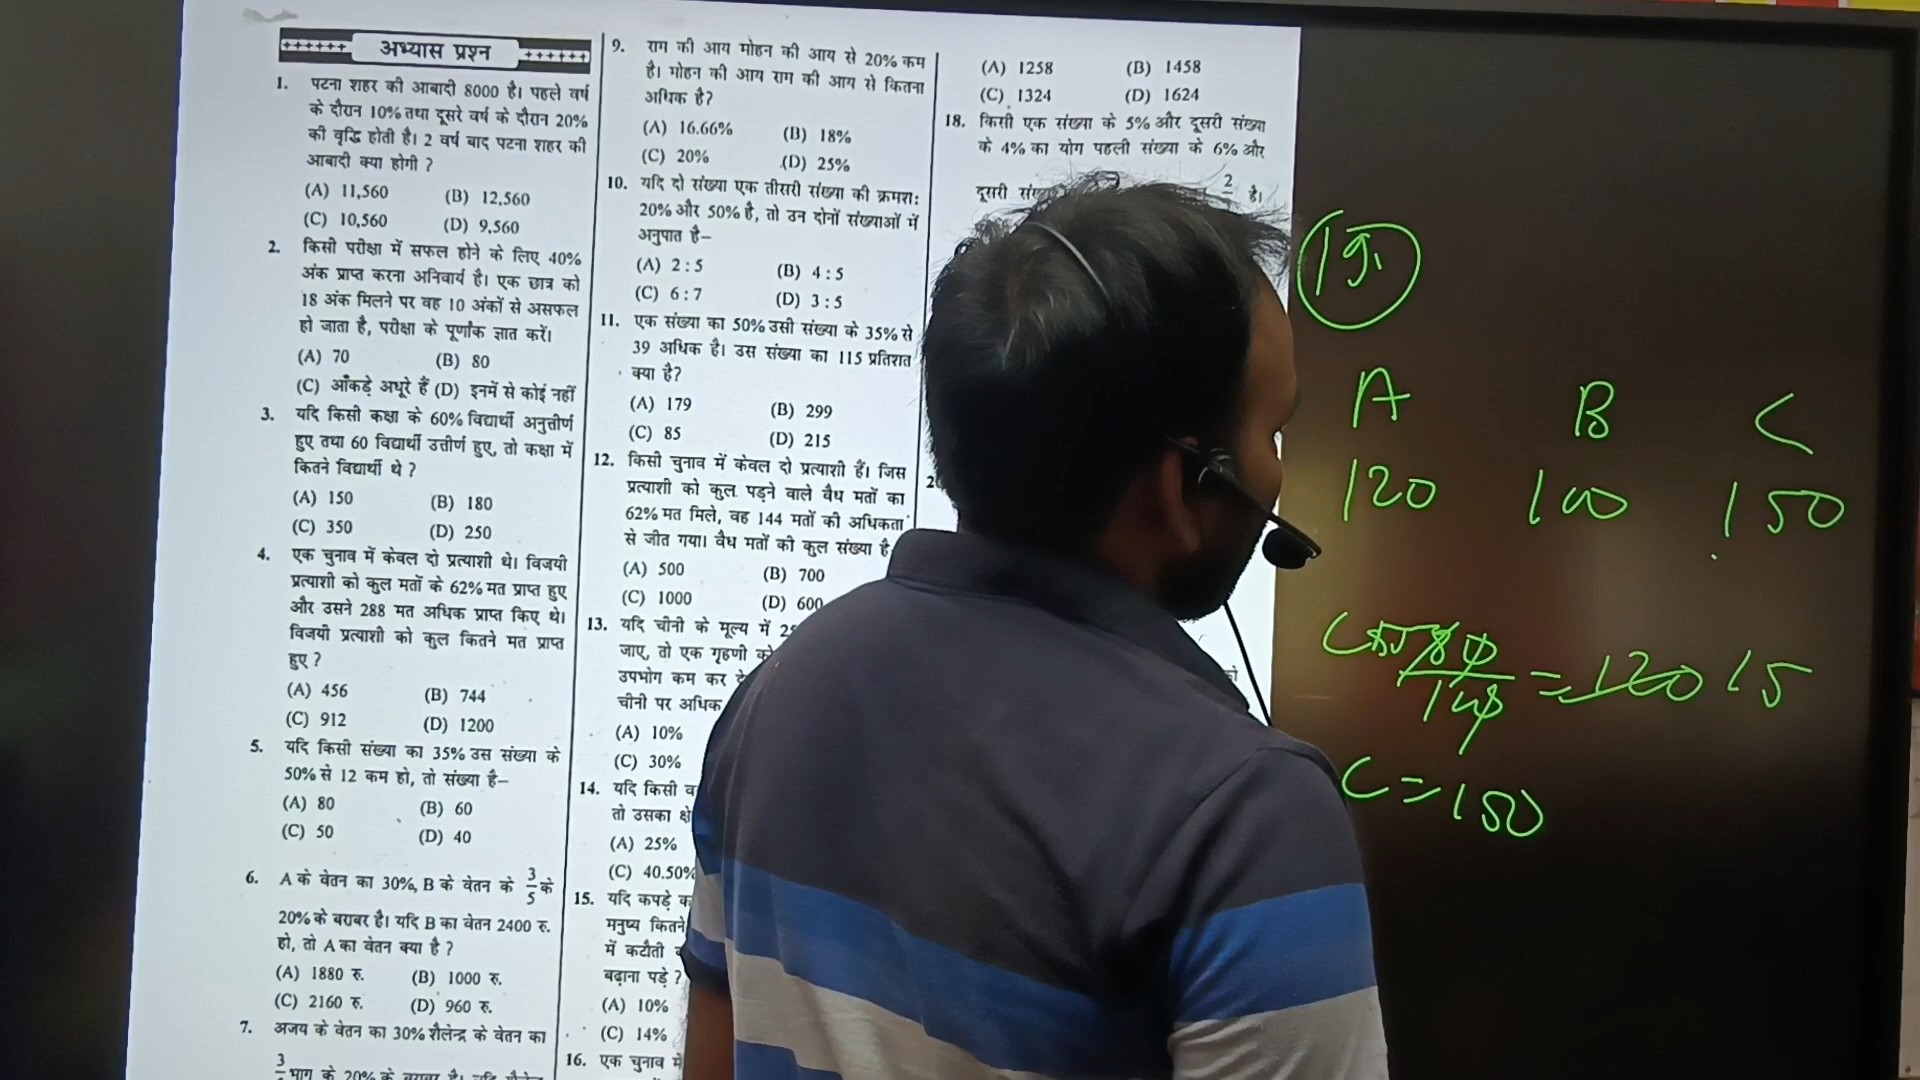 अभ्यास प्रश्न
1. पटना शहर की आबादी 8000 है। पहले वर्ष
के दौरान 10% तथा दूसरे वर्ष के दौरान 20%
की वृद्धि होती है। 2 वर्ष बाद पटना शहर की
आबादी क्या होगी ?
(A) 11,560 (B) 12,560
(C) 10,560 (D) 9,560
2. किसी परीक्षा में सफल होने के लिए 40%
अंक प्राप्त करना अनिवार्य है। एक छात्र को
18 अंक मिलने पर वह 10 अंकों से असफल
हो जाता है, परीक्षा के पूर्णांक ज्ञात करें।
(A) 70 (B) 80
(C) आँकड़े अधूरे हैं (D) इनमें से कोई नहीं
3. यदि किसी कक्षा के 60% विद्यार्थी अनुत्तीर्ण
हुए तथा 60 विद्यार्थी उत्तीर्ण हुए, तो कक्षा में
कितने विद्यार्थी थे ?
(A) 150 (B) 180
(C) 350 (D) 250
4. एक चुनाव में केवल दो प्रत्याशी थे। विजयी
प्रत्याशी को कुल मतों के 62% मत प्राप्त हुए
और उसने 288 मत अधिक प्राप्त किए थे।
विजयी प्रत्याशी को कुल कितने मत प्राप्त
हुए ?
(A) 456 (B) 744
(C) 912 (D) 1200
5. यदि किसी संख्या का 35% उस संख्या के
50% से 12 कम हो, तो संख्या है–
(A) 80 (B) 60
(C) 50 (D) 40
6. A के वेतन का 30%, B के वेतन के 3/5 के
20% के बराबर है। यदि B का वेतन 2400 रु.
हो, तो A का वेतन क्या है ?
(A) 1880 रु. (B) 1000 रु.
(C) 2160 रु. (D) 960 रु.
7. अजय के वेतन का 30% शैलेन्द्र के वेतन का
भाग के 20% के बराबर है। यदि
9. राम की आय मोहन की आय से 20% कम
है। मोहन की आय राम की आय से कितना
अधिक है?
(A) 16.66% (B) 18%
(C) 20% (D) 25%
10. यदि दो संख्या एक तीसरी संख्या की क्रमश:
20% और 50% है, तो उन दोनों संख्याओं में
अनुपात है–
(A) 2 : 5 (B) 4 : 5
(C) 6 : 7 (D) 3 : 5
11. एक संख्या का 50% उसी संख्या के 35% से
39 अधिक है। उस संख्या का 115 प्रतिशत
क्या है?
(A) 179 (B) 299
(C) 85 (D) 215
12. किसी चुनाव में केवल दो प्रत्याशी हैं। जिस
प्रत्याशी को कुल पड़ने वाले वैध मतों का
62% मत मिले, वह 144 मतों की अधिकता
से जीत गया। वैध मतों की कुल संख्या है
(A) 500 (B) 700
(C) 1000 (D) 600
13. यदि चीनी के मूल्य में
जाए, तो एक गृहणी को
उपभोग कम कर
चीनी पर अधिक
(A) 10%
(C) 30%
14. यदि किसी
तो उसका
(A) 25%
(C) 40.50%
15. यदि कपड़े
मनुष्य कितने
में कटौती
बढ़ाना पड़े ?
(A) 10%
(C) 14%
16. एक चुनाव में
(A) 1258 (B) 1458
(C) 1324 (D) 1624
18. किसी एक संख्या के 5% और दूसरी संख्या
के 4% का योग पहली संख्या के 6% और
दूसरी है।
19.
A B C
120 100 150
C = 150